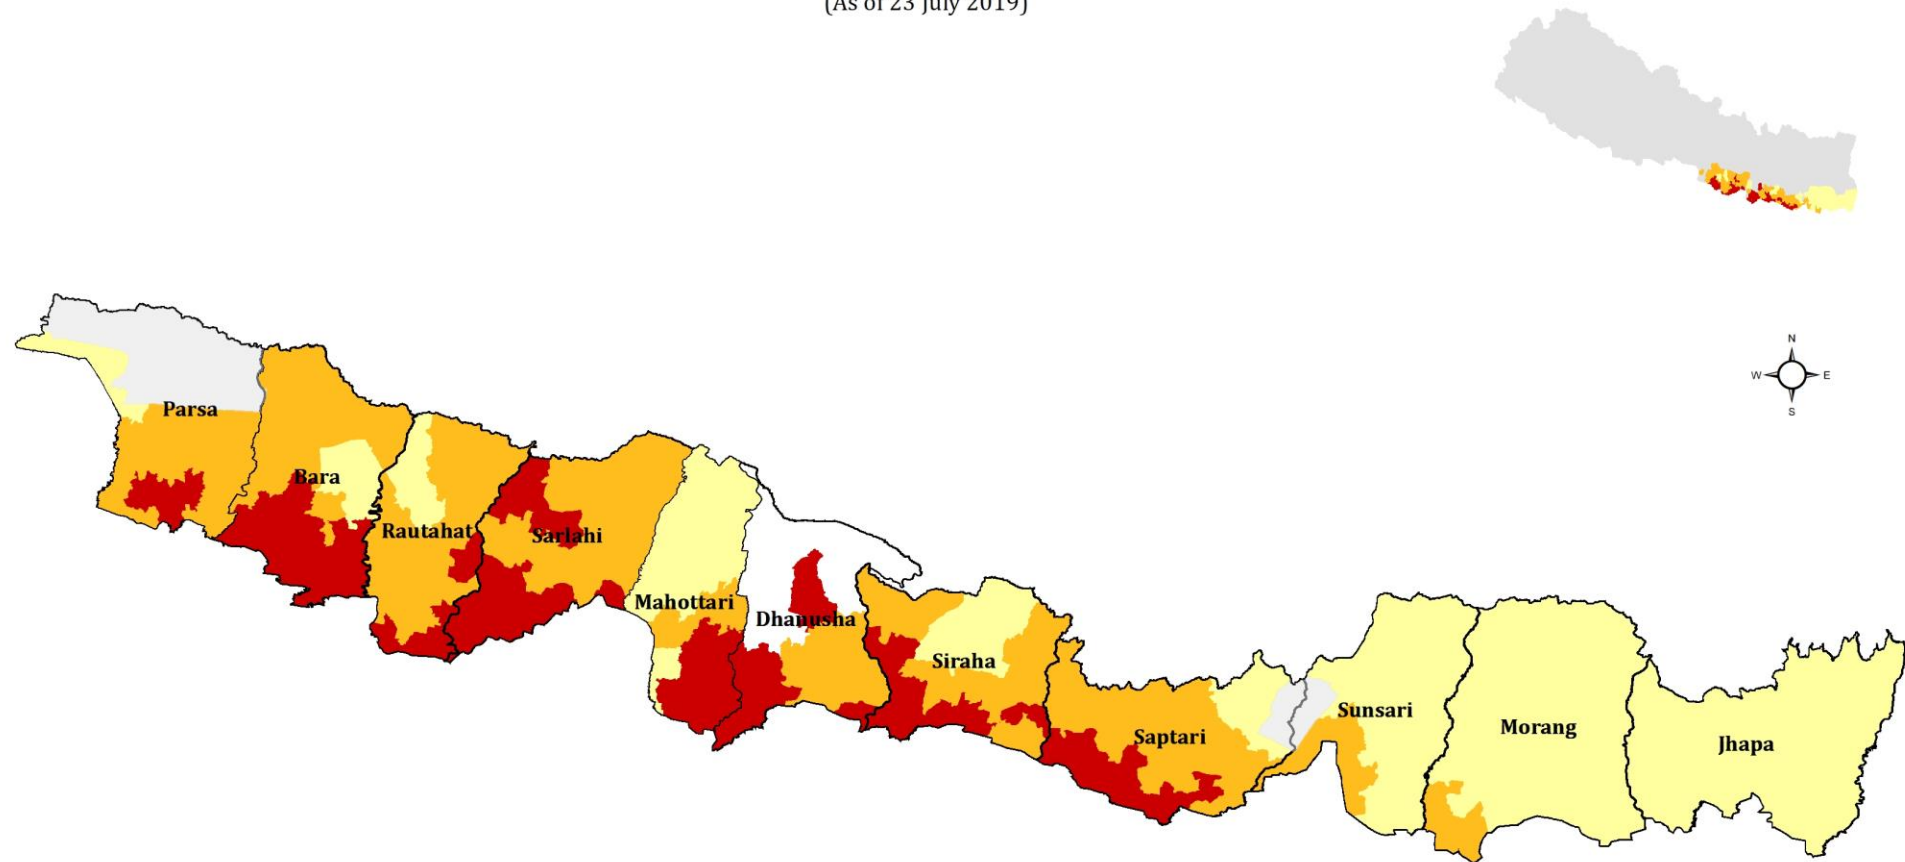 (As of 23 July 2019)
N
W E
S
Parsa
Bara
Rautahat
Sarlahi
Mahottari
Dhanusha
Siraha
Saptari
Sunsari
Morang
Jhapa